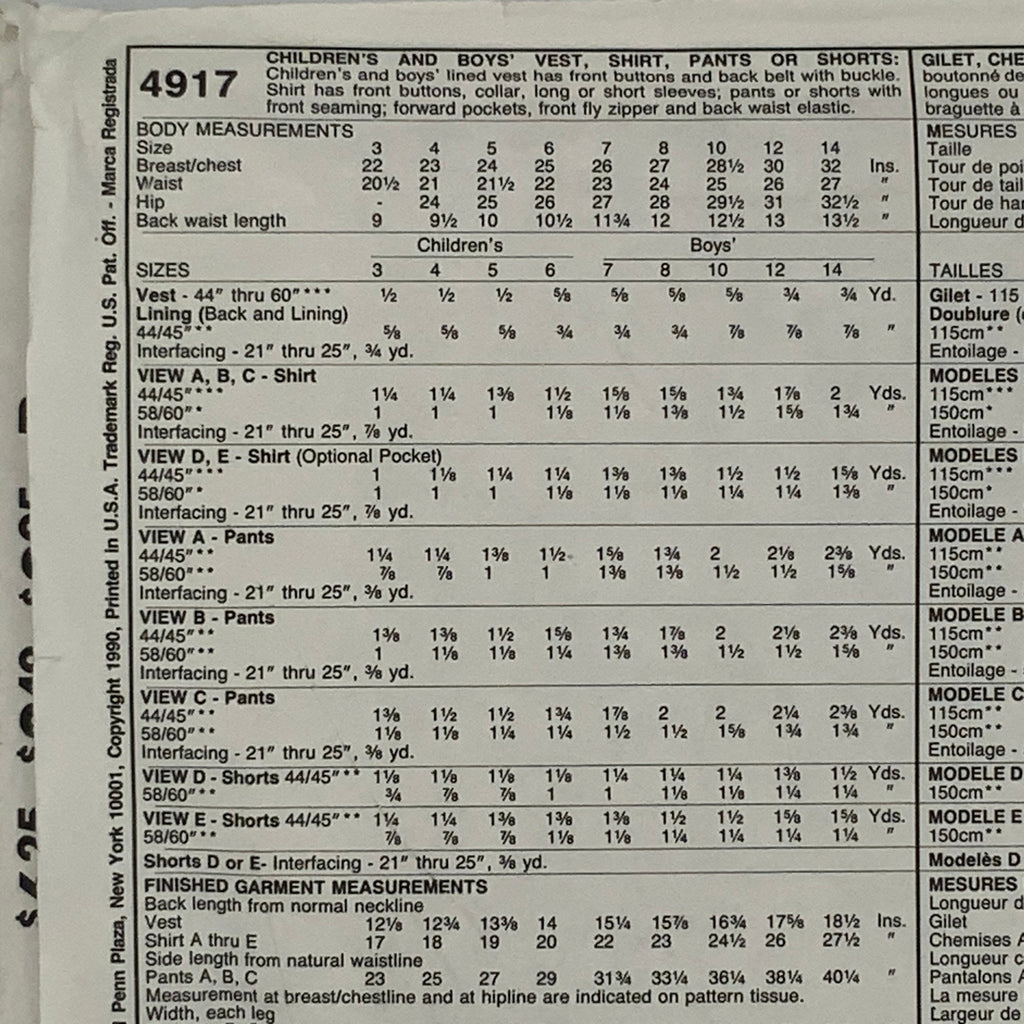 4917
CHILDREN'S AND BOYS' VEST, SHIRT, PANTS OR SHORTS:
Children's and boys' lined vest has front buttons and back belt with buckle.
Shirt has front buttons, collar, long or short sleeves; pants or shorts with
front seaming; forward pockets, front fly zipper and back waist elastic.
BODY MEASUREMENTS
Size 3 4 5 6 7 8 10 12 14
Breast/chest 22 23 24 25 26 27 28½ 30 32 Ins.
Waist 20½ 21 21½ 22 23 24 25 26 27 "
Hip - 24 25 26 27 28 29½ 31 32½ "
Back waist length 9 9½ 10 10½ 11¾ 12 12½ 13 13½ "
Children's Boys'
SIZES 3 4 5 6 7 8 10 12 14
Vest - 44" thru 60"*** ½ ½ ½ ⅝ ⅝ ⅝ ⅝ ¾ ¾ Yd.
Lining (Back and Lining)
44/45"** ⅝ ⅝ ⅝ ¾ ¾ ¾ ⅞ ⅞ ⅞ "
Interfacing - 21" thru 25", ¾ yd.
VIEW A, B, C - Shirt
44/45"*** 1¼ 1¼ 1⅜ 1½ 1⅝ 1⅝ 1¾ 1⅞ 2 Yds.
58/60"* 1 1 1 1⅛ 1⅛ 1⅜ 1½ 1⅝ 1¾ "
Interfacing - 21" thru 25", ⅞ yd.
VIEW D, E - Shirt (Optional Pocket)
44/45"*** 1 1⅛ 1¼ 1¼ 1⅜ 1⅜ 1½ 1½ 1⅝ Yds.
58/60"* 1 1 1 1⅛ 1⅛ 1⅛ 1¼ 1¼ 1⅜ "
Interfacing - 21" thru 25", ⅞ yd.
VIEW A - Pants
44/45"** 1¼ 1¼ 1⅜ 1½ 1⅝ 1¾ 2 2⅛ 2⅜ Yds.
58/60"** ⅞ ⅞ 1 1 1⅜ 1⅜ 1½ 1½ 1⅝ "
Interfacing - 21" thru 25", ⅜ yd.
VIEW B - Pants
44/45"** 1⅜ 1⅜ 1½ 1⅝ 1¾ 1⅞ 2 2⅛ 2⅜ Yds.
58/60"** 1 1⅛ 1⅛ 1¼ 1⅜ 1⅜ 1½ 1½ 1⅝ "
Interfacing - 21" thru 25", ⅜ yd.
VIEW C - Pants
44/45"** 1⅜ 1½ 1½ 1¾ 1⅞ 2 2 2¼ 2⅜ Yds.
58/60"** 1⅛ 1⅛ 1¼ 1¼ 1½ 1½ 1⅝ 1¾ 1¾ "
Interfacing - 21" thru 25", ⅜ yd.
VIEW D - Shorts 44/45"** 1⅛ 1⅛ 1⅛ 1⅛ 1¼ 1¼ 1¼ 1⅜ 1½ Yds.
58/60"** ¾ ⅞ ⅞ 1 1 1⅛ 1⅛ 1¼ 1¼ "
VIEW E - Shorts 44/45"** 1¼ 1¼ 1⅜ 1⅜ 1⅜ 1½ 1½ 1⅝ 1⅝ Yds.
58/60"** ⅞ ⅞ ⅞ 1⅛ 1⅛ 1¼ 1¼ 1¼ 1¼ "
Shorts D or E- Interfacing - 21" thru 25", ⅜ yd.
FINISHED GARMENT MEASUREMENTS
Back length from normal neckline
Vest 12⅛ 12¾ 13⅜ 14 15¼ 15⅞ 16¾ 17⅝ 18½ Ins.
Shirt A thru E 17 18 19 20 22 23 24½ 26 27½ "
Side length from natural waistline
Pants A, B, C 23 25 27 29 31¾ 33¼ 36¼ 38¼ 40¼ "
Measurement at breast/chestline and at hipline are indicated on pattern tissue.
Width, each leg
GILET, CHE
boutonné de
longues ou
braguette à
MESURES
Taille
Tour de poi
Tour de tail
Tour de han
Longueur d
TAILLES
Gilet - 115
Doublure (
115cm**
Entoilage -
MODELES
115cm***
150cm*
Entoilage -
MODELES
115cm***
150cm*
Entoilage -
MODELE A
115cm**
150cm**
Entoilage -
MODELE B
115cm**
150cm**
Entoilage -
MODELE C
115cm**
150cm**
Entoilage -
MODELE D
150cm**
MODELE E
150cm**
Modelès D
MESURES
Longueur d
Gilet
Chemises A
Longueur c
Pantalons A
La mesure
Largeur de
Penn Plaza, New York 10001, Copyright 1990, Printed in U.S.A. Trademark Reg. U.S. Pat. Off. - Marca Registrada